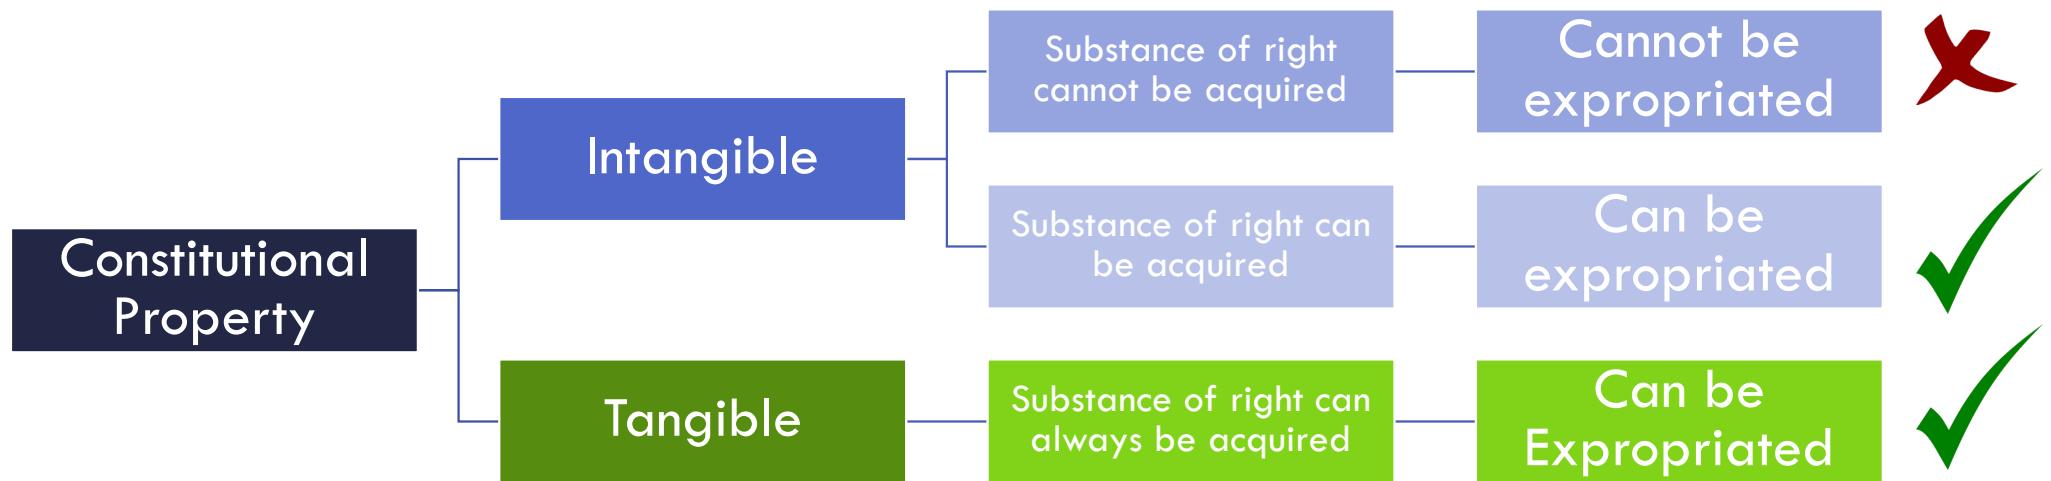 Constitutional
Property
Intangible
Substance of right
cannot be acquired
Cannot be
expropriated
Substance of right can
be acquired
Can be
expropriated
Tangible
Substance of right can
always be acquired
Can be
Expropriated